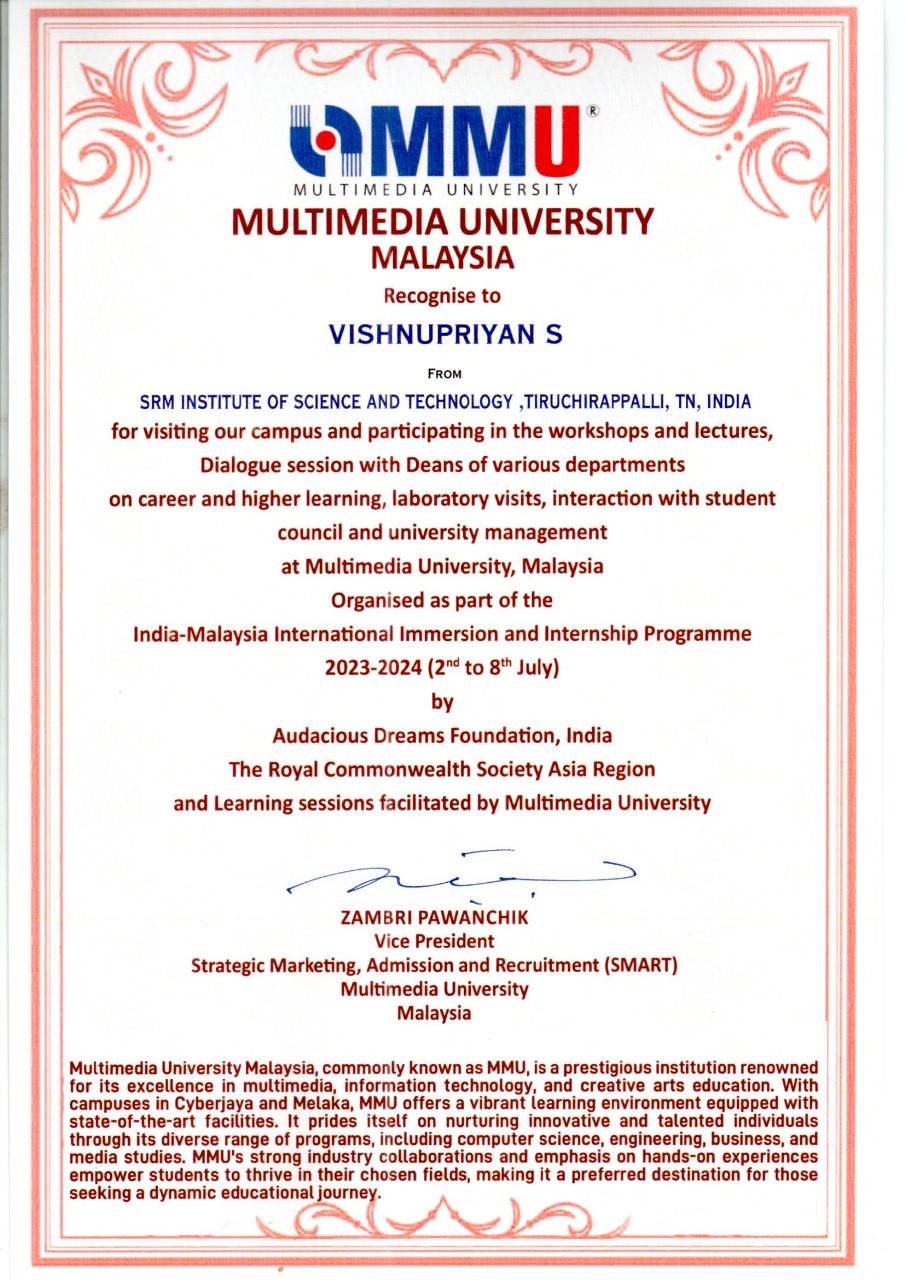 MMU®
MULTIMEDIA UNIVERSITY
MULTIMEDIA UNIVERSITY
MALAYSIA
Recognise to
VISHNUPRIYAN S
FROM
SRM INSTITUTE OF SCIENCE AND TECHNOLOGY ,TIRUCHIRAPPALLI, TN, INDIA
for visiting our campus and participating in the workshops and lectures,
Dialogue session with Deans of various departments
on career and higher learning, laboratory visits, interaction with student
council and university management
at Multimedia University, Malaysia
Organised as part of the
India-Malaysia International Immersion and Internship Programme
2023-2024 (2nd to 8th July)
by
Audacious Dreams Foundation, India
The Royal Commonwealth Society Asia Region
and Learning sessions facilitated by Multimedia University
ZAMBRI PAWANCHIK
Vice President
Strategic Marketing, Admission and Recruitment (SMART)
Multimedia University
Malaysia
Multimedia University Malaysia, commonly known as MMU, is a prestigious institution renowned
for its excellence in multimedia, information technology, and creative arts education. With
campuses in Cyberjaya and Melaka, MMU offers a vibrant learning environment equipped with
state-of-the-art facilities. It prides itself on nurturing innovative and talented individuals
through its diverse range of programs, including computer science, engineering, business, and
media studies. MMU's strong industry collaborations and emphasis on hands-on experiences
empower students to thrive in their chosen fields, making it a preferred destination for those
seeking a dynamic educational journey.